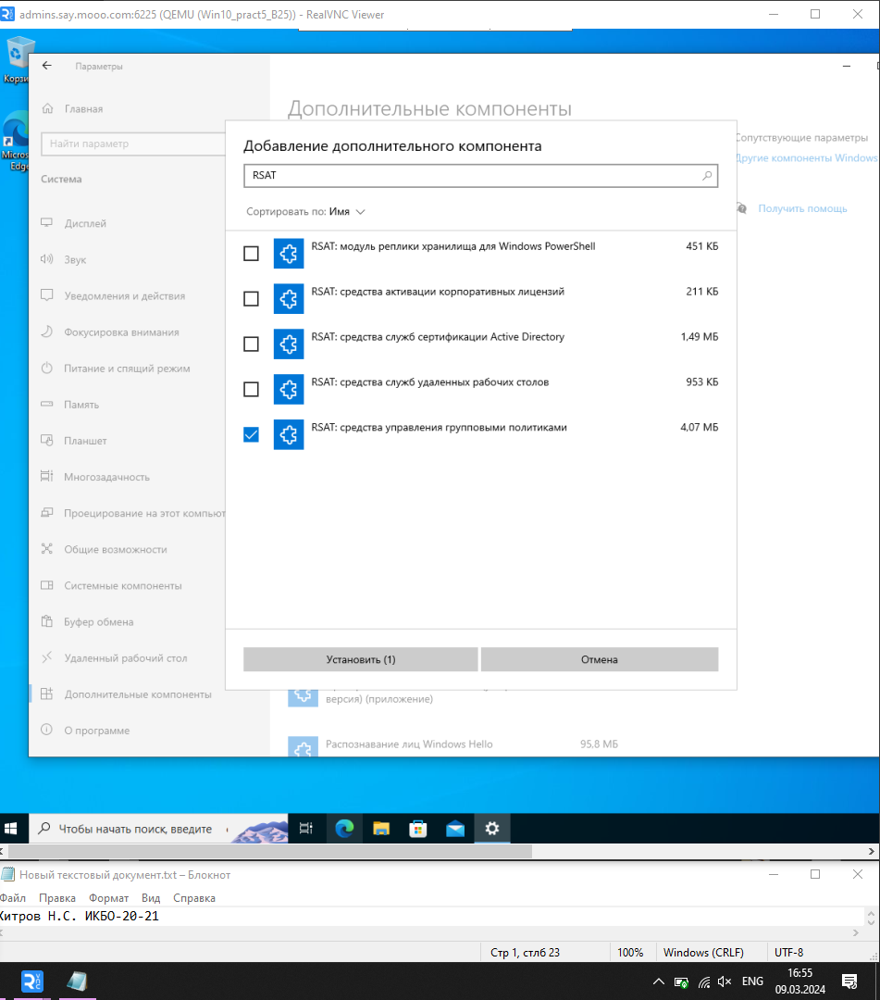 admins.say.mooo.com:6225 (QEMU (Win10_pract5_B25)) - RealVNC Viewer
Параметры
Главная
Найти параметр
Система
Дисплей
Звук
Уведомления и действия
Фокусировка внимания
Питание и спящий режим
Память
Планшет
Многозадачность
Проецирование на этот компьют
Общие возможности
Системные компоненты
Буфер обмена
Удаленный рабочий стол
Дополнительные компоненты
О программе
Дополнительные компоненты
Сопутствующие параметры
Другие компоненты Windows
Получить помощь
Добавление дополнительного компонента
RSAT
Сортировать по: Имя
RSAT: модуль реплики хранилища для Windows PowerShell 451 КБ
RSAT: средства активации корпоративных лицензий 211 КБ
RSAT: средства служб сертификации Active Directory 1,49 МБ
RSAT: средства служб удаленных рабочих столов 953 КБ
RSAT: средства управления групповыми политиками 4,07 МБ
Установить (1) Отмена
версия) (приложение)
Распознавание лиц Windows Hello 95.8 МБ
Корзи
Micros
Edge
Чтобы начать поиск, введите
Новый текстовый документ.txt – Блокнот
Файл Правка Формат Вид Справка
Хитров Н.С. ИКБО-20-21
Стр 1, стлб 23 100% Windows (CRLF) UTF-8
ENG
16:55
09.03.2024